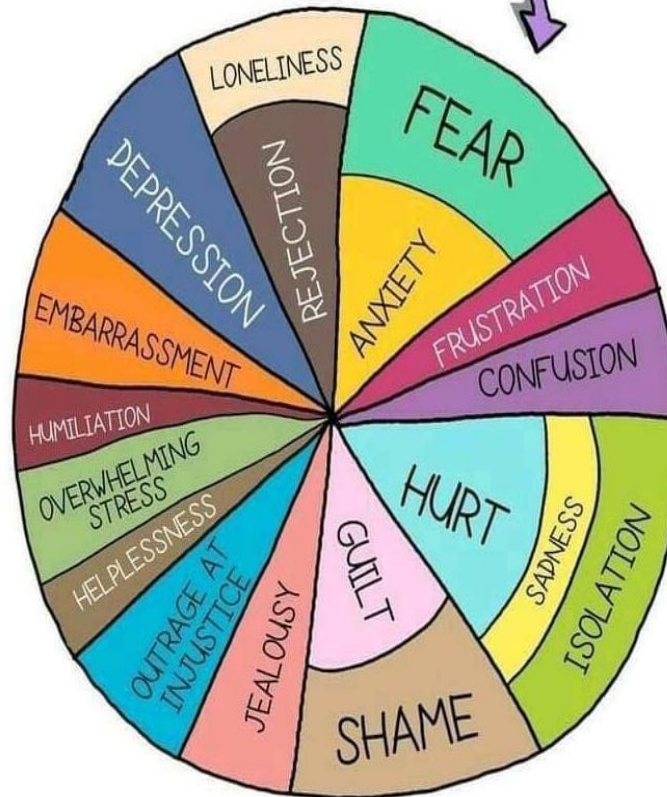 LONELINESS
REJECTION
FEAR
ANXIETY
FRUSTRATION
CONFUSION
HURT
SADNESS
ISOLATION
GUILT
SHAME
JEALOUSY
OUTRAGE AT
INJUSTICE
HELPLESSNESS
OVERWHELMING
STRESS
HUMILIATION
EMBARRASSMENT
DEPRESSION